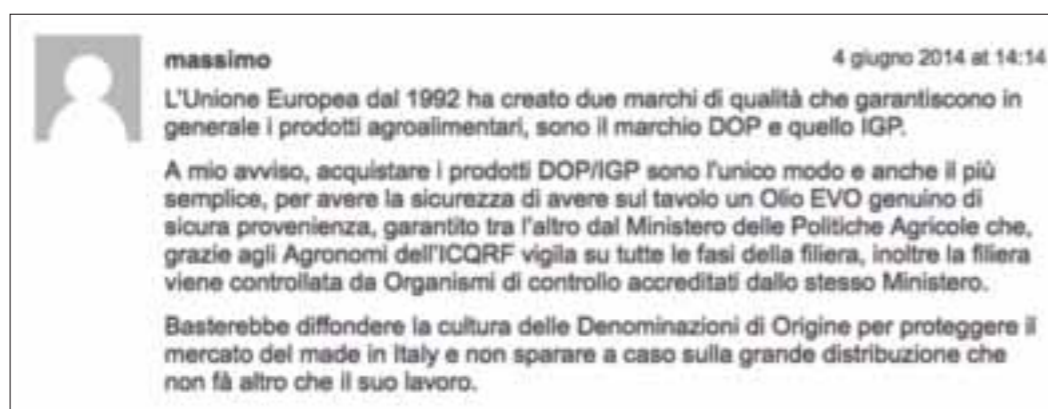 massimo 4 giugno 2014 at 14:14
L'Unione Europea dal 1992 ha creato due marchi di qualità che garantiscono in
generale i prodotti agroalimentari, sono il marchio DOP e quello IGP.
A mio avviso, acquistare i prodotti DOP/IGP sono l'unico modo e anche il più
semplice, per avere la sicurezza di avere sul tavolo un Olio EVO genuino di
sicura provenienza, garantito tra l'altro dal Ministero delle Politiche Agricole che,
grazie agli Agronomi dell'ICQRF vigila su tutte le fasi della filiera, inoltre la filiera
viene controllata da Organismi di controllo accreditati dallo stesso Ministero.
Basterebbe diffondere la cultura delle Denominazioni di Origine per proteggere il
mercato del made in Italy e non sparare a caso sulla grande distribuzione che
non fà altro che il suo lavoro.